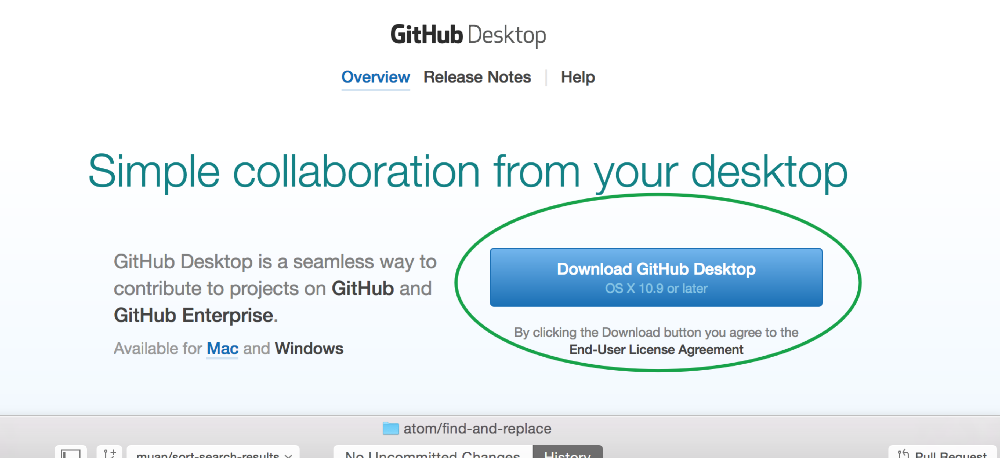 GitHub Desktop
Overview Release Notes | Help
Simple collaboration from your desktop
GitHub Desktop is a seamless way to
contribute to projects on GitHub and
GitHub Enterprise.
Available for Mac and Windows
Download GitHub Desktop
OS X 10.9 or later
By clicking the Download button you agree to the
End-User License Agreement
atom/find-and-replace
muan/sort-search-results No Uncommitted Changes History Pull Request